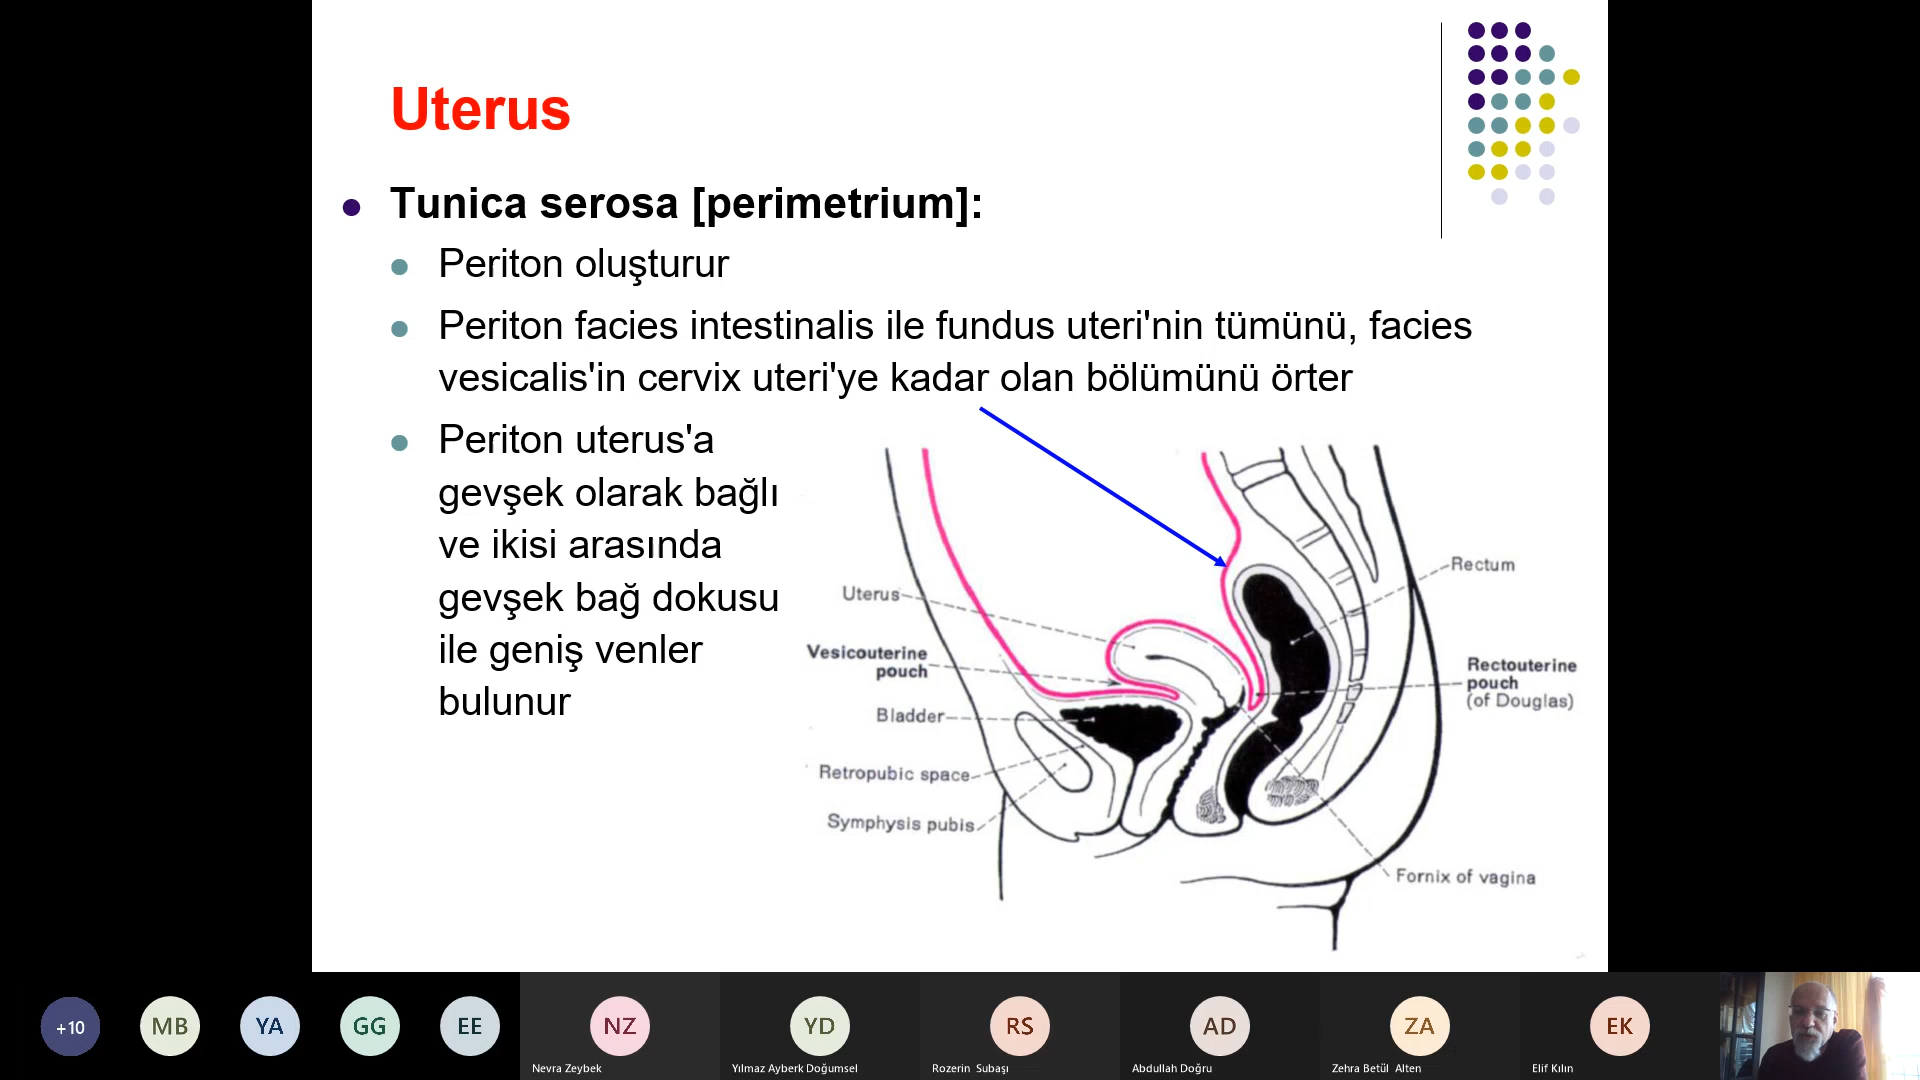 Uterus
Tunica serosa [perimetrium]:
Periton oluşturur
Periton facies intestinalis ile fundus uteri'nin tümünü, facies
vesicalis'in cervix uteri'ye kadar olan bölümünü örter
Periton uterus'a
gevşek olarak bağlı
ve ikisi arasında
gevşek bağ dokusu
ile geniş venler
bulunur
Uterus
Vesicouterine
pouch
Bladder
Retropubic space
Symphysis pubis
Rectum
Rectouterine
pouch
(of Douglas)
Fornix of vagina
+10
MB
YA
GG
EE
NZ
Nevra Zeybek
YD
Yılmaz Ayberk Doğumsel
RS
Rozerin Subaşı
AD
Abdullah Doğru
ZA
Zehra Betül Alten
EK
Elif Kılın